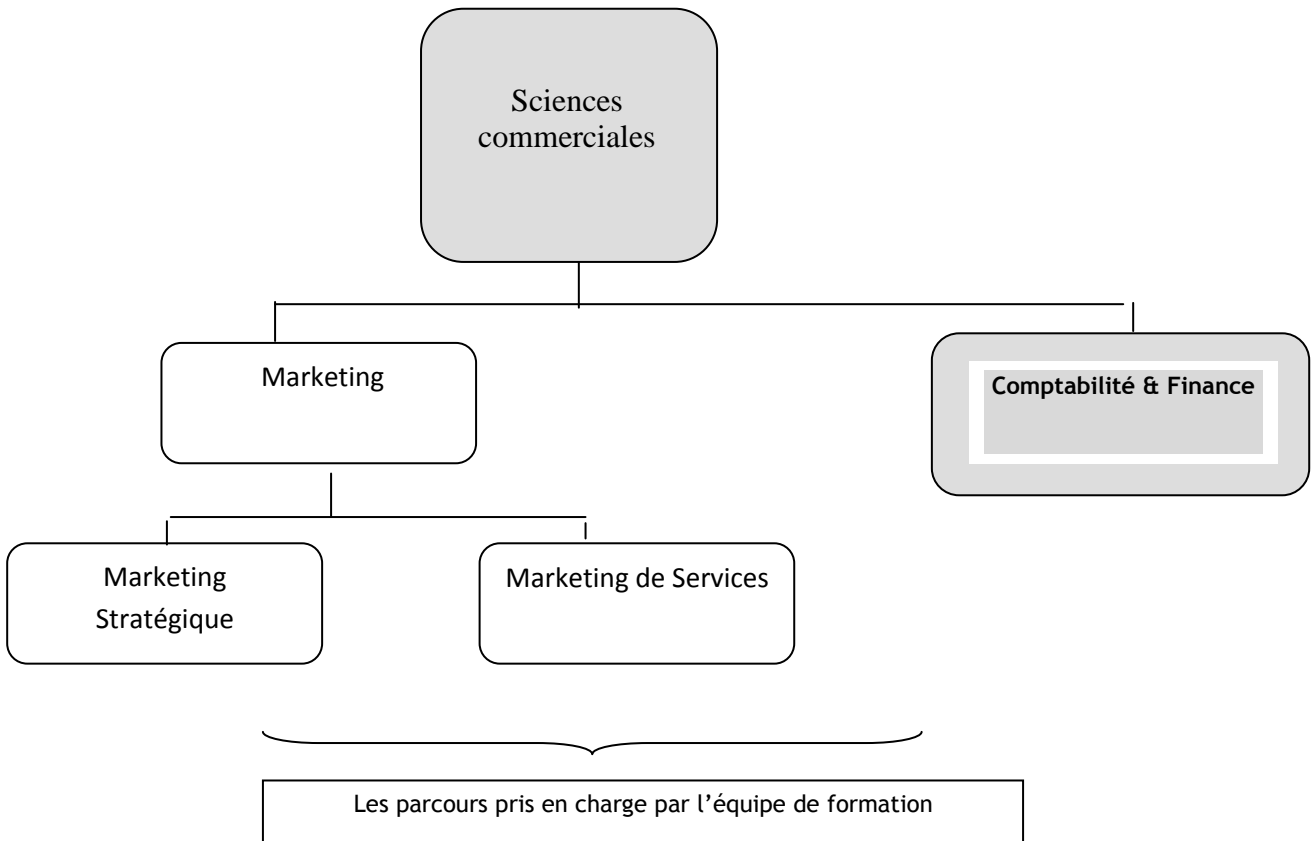 Sciences
commerciales
Marketing
Comptabilité & Finance
Marketing
Stratégique
Marketing de Services
Les parcours pris en charge par l’équipe de formation